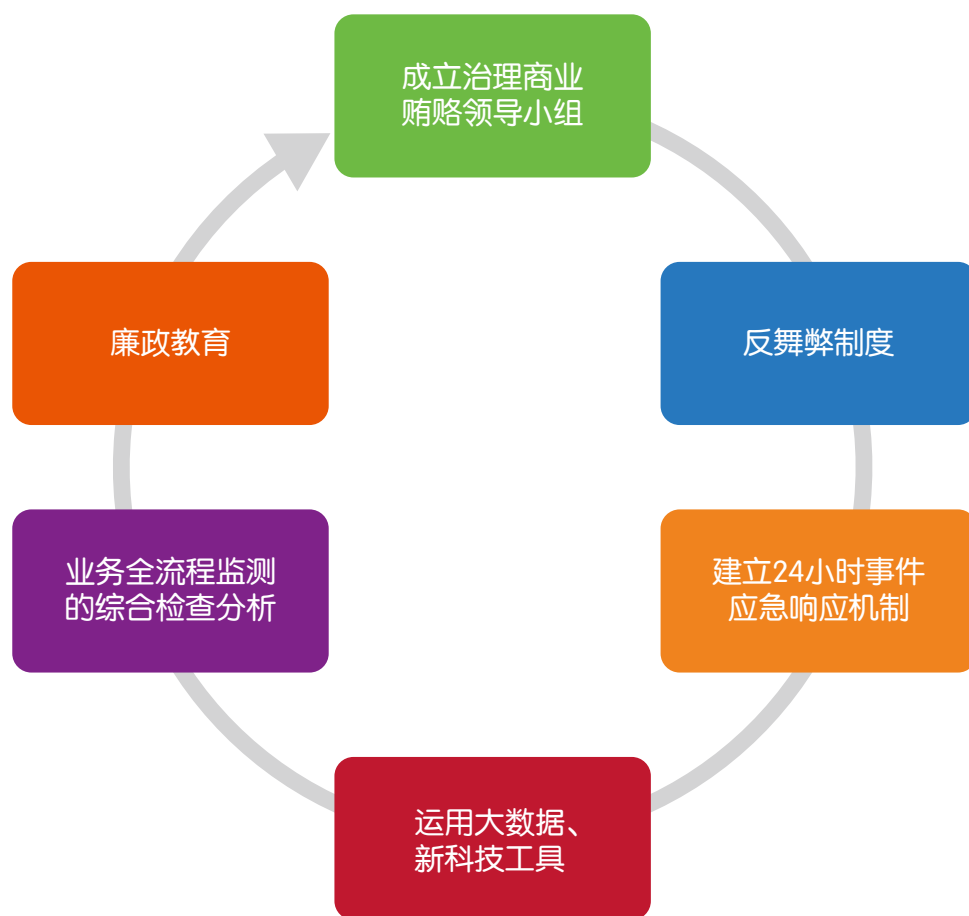 成立治理商业
贿赂领导小组
反舞弊制度
建立24小时事件
应急响应机制
运用大数据、
新科技工具
业务全流程监测
的综合检查分析
廉政教育